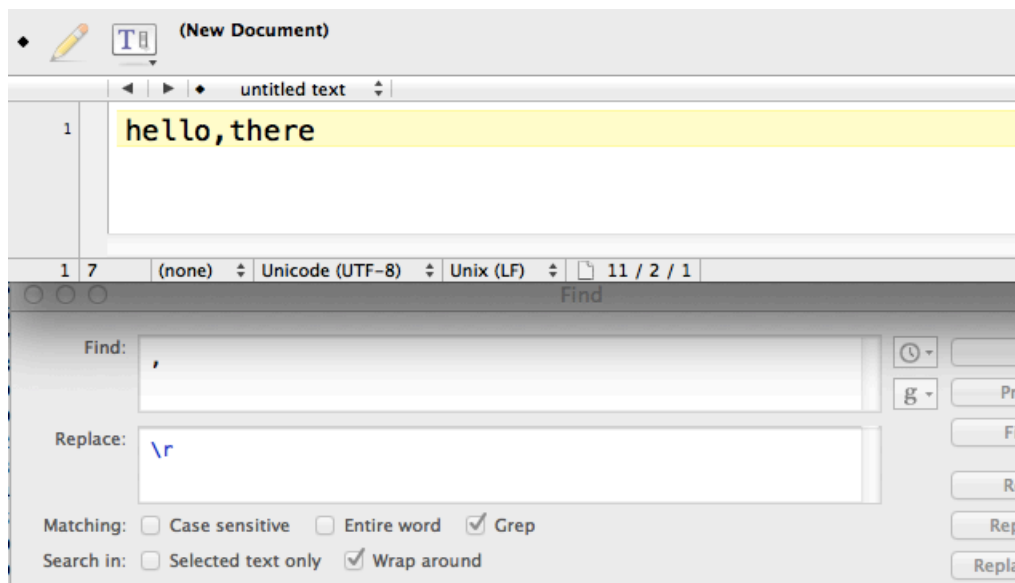 (New Document)
untitled text
1 hello,there
1 7 (none) Unicode (UTF-8) Unix (LF) 11 / 2 / 1
Find
Find: ,
g
Replace: \r
Matching: Case sensitive Entire word Grep
Search in: Selected text only Wrap around